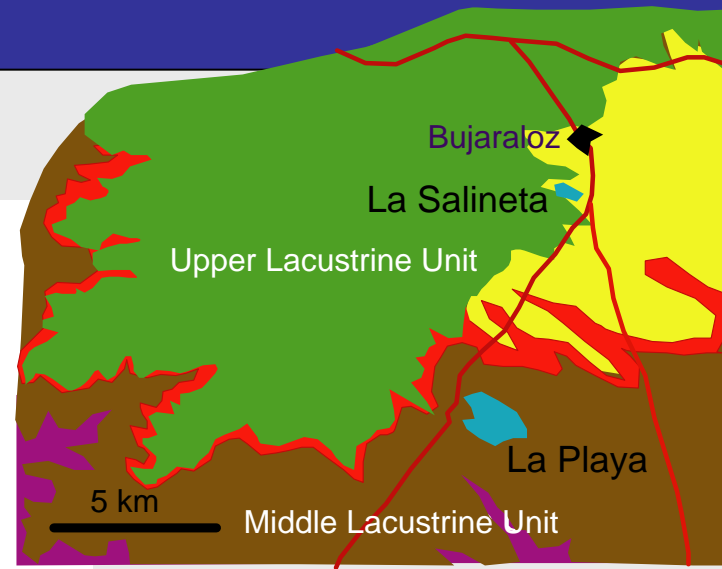 Bujaraloz
La Salineta
Upper Lacustrine Unit
La Playa
5 km
Middle Lacustrine Unit